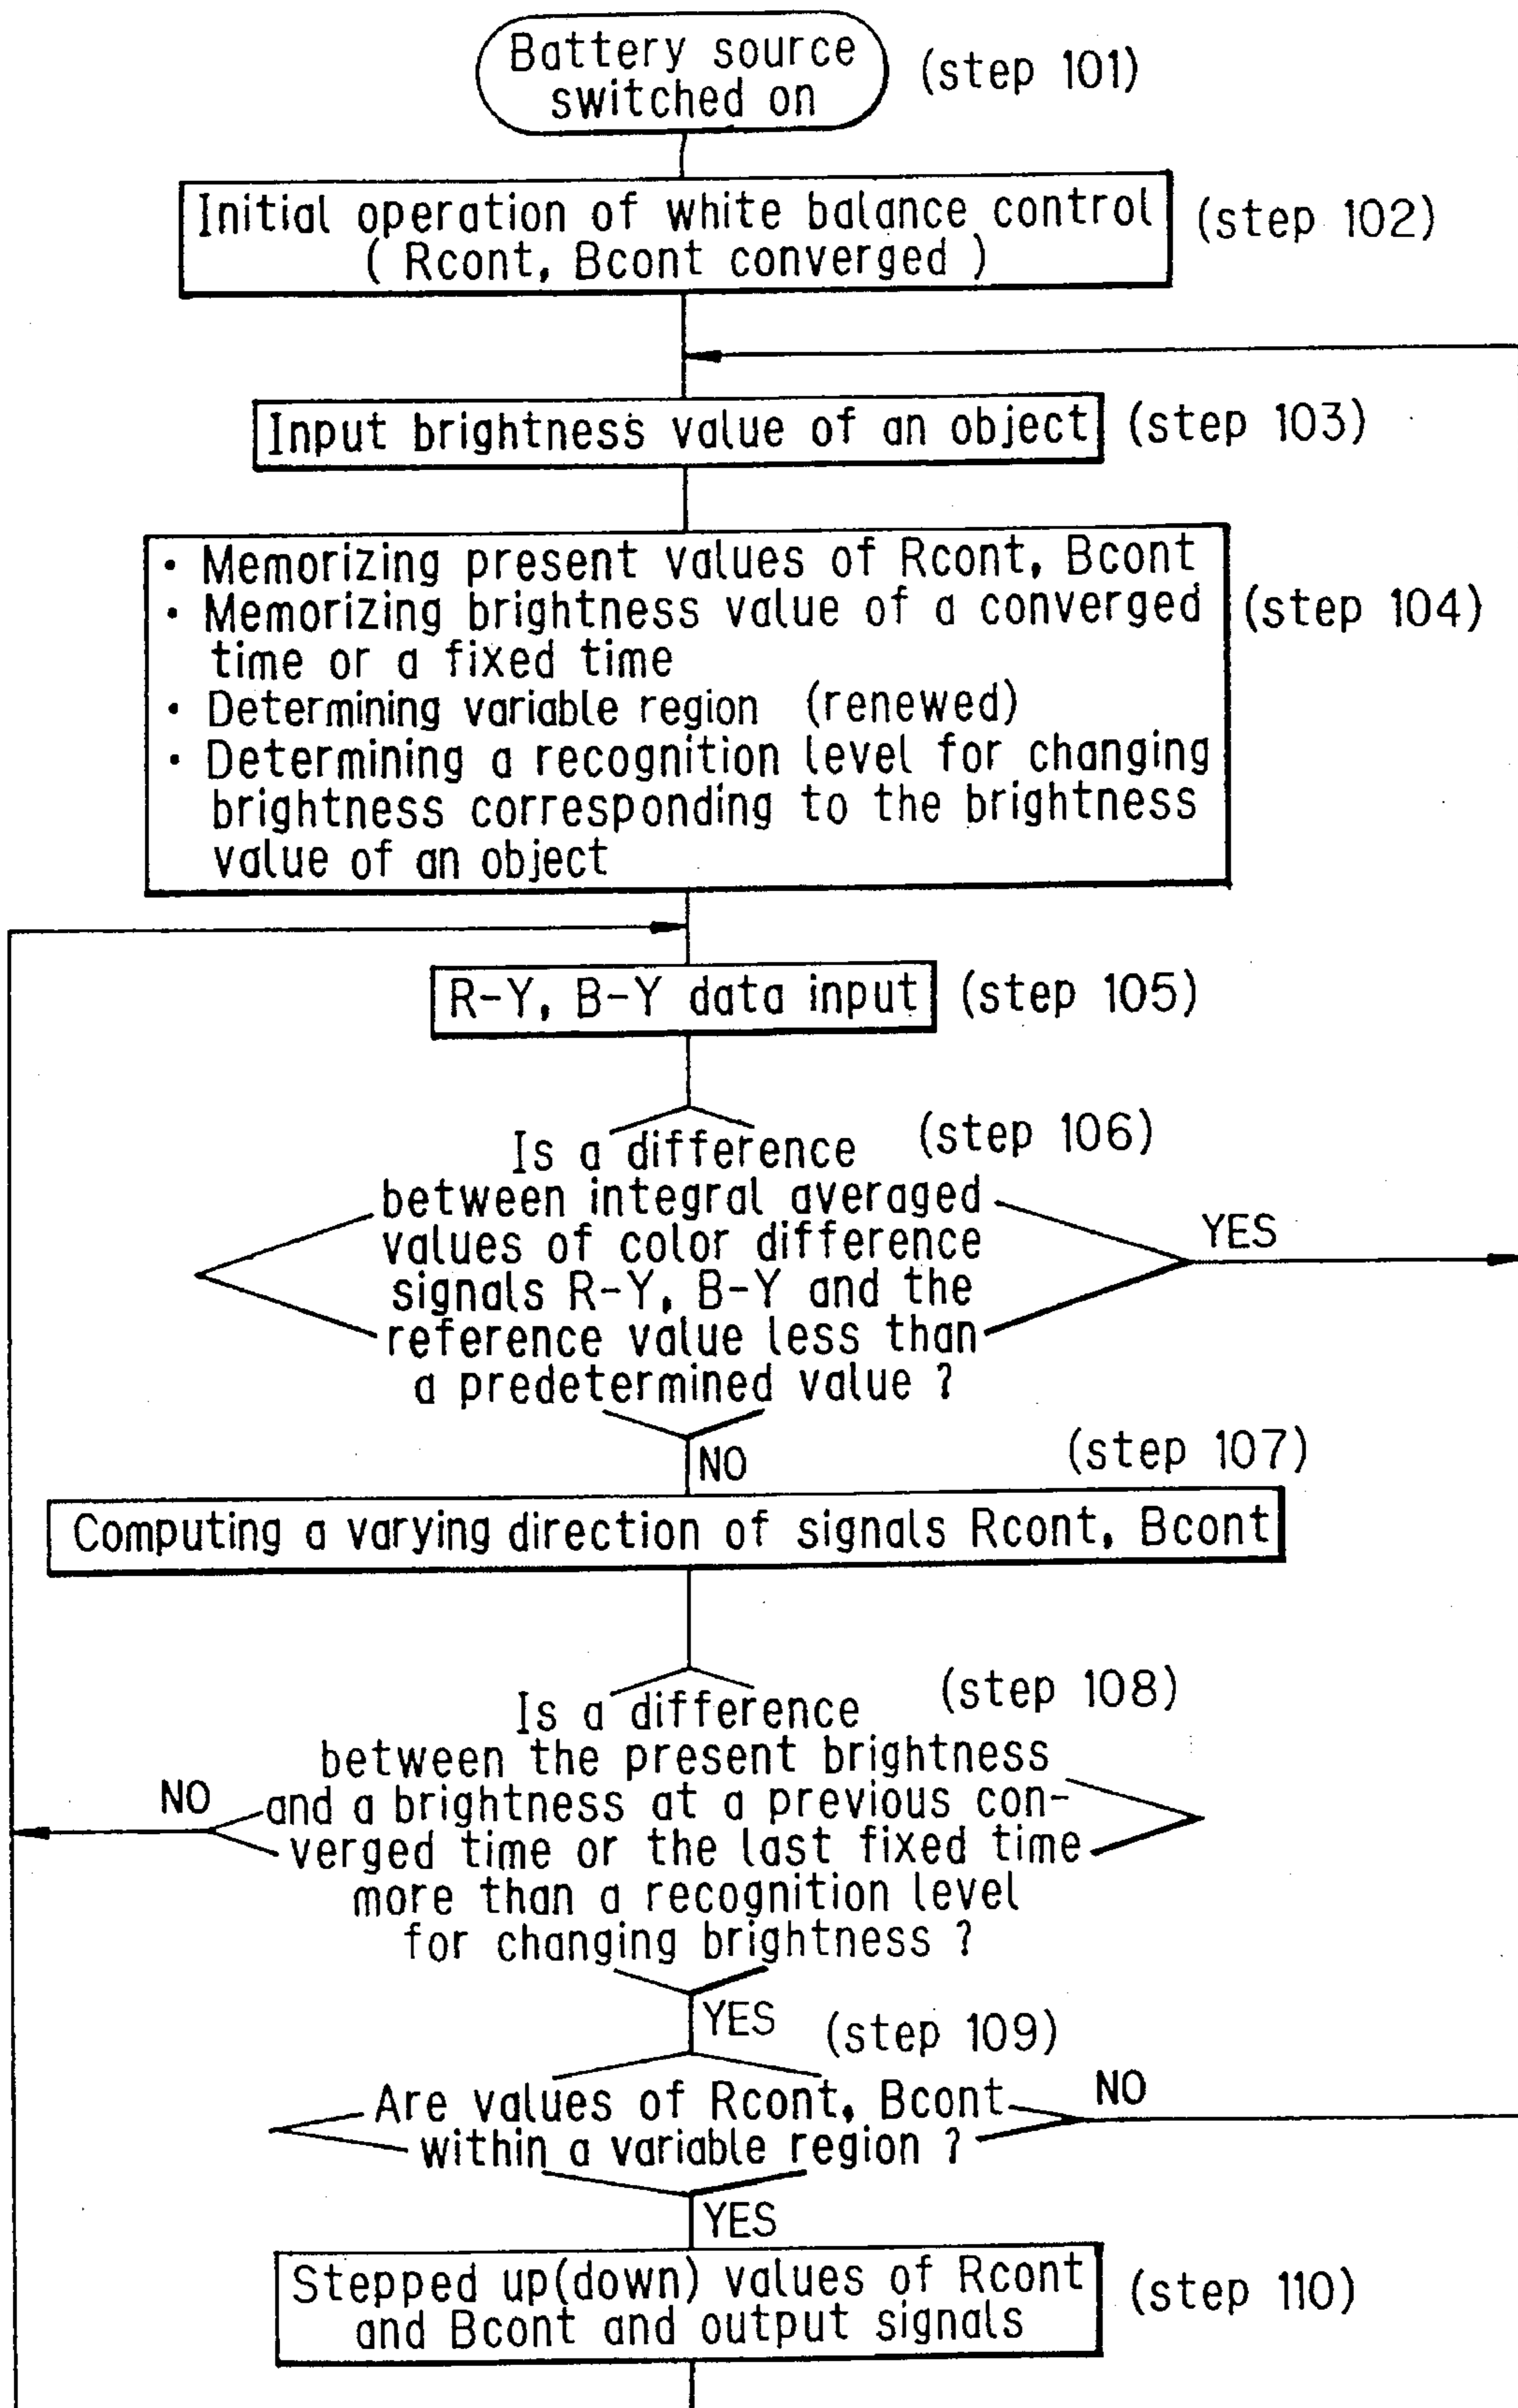 Battery source
switched on
(step 101)
Initial operation of white balance control
( Rcont, Bcont converged )
(step 102)
Input brightness value of an object
(step 103)
· Memorizing present values of Rcont, Bcont
· Memorizing brightness value of a converged
time or a fixed time
· Determining variable region (renewed)
· Determining a recognition level for changing
brightness corresponding to the brightness
value of an object
(step 104)
R-Y, B-Y data input
(step 105)
Is a difference
between integral averaged
values of color difference
signals R-Y, B-Y and the
reference value less than
a predetermined value ?
(step 106)
YES
NO
(step 107)
Computing a varying direction of signals Rcont, Bcont
Is a difference
between the present brightness
and a brightness at a previous con-
verged time or the last fixed time
more than a recognition level
for changing brightness ?
(step 108)
NO
YES
(step 109)
Are values of Rcont, Bcont
within a variable region ?
NO
YES
Stepped up(down) values of Rcont
and Bcont and output signals
(step 110)